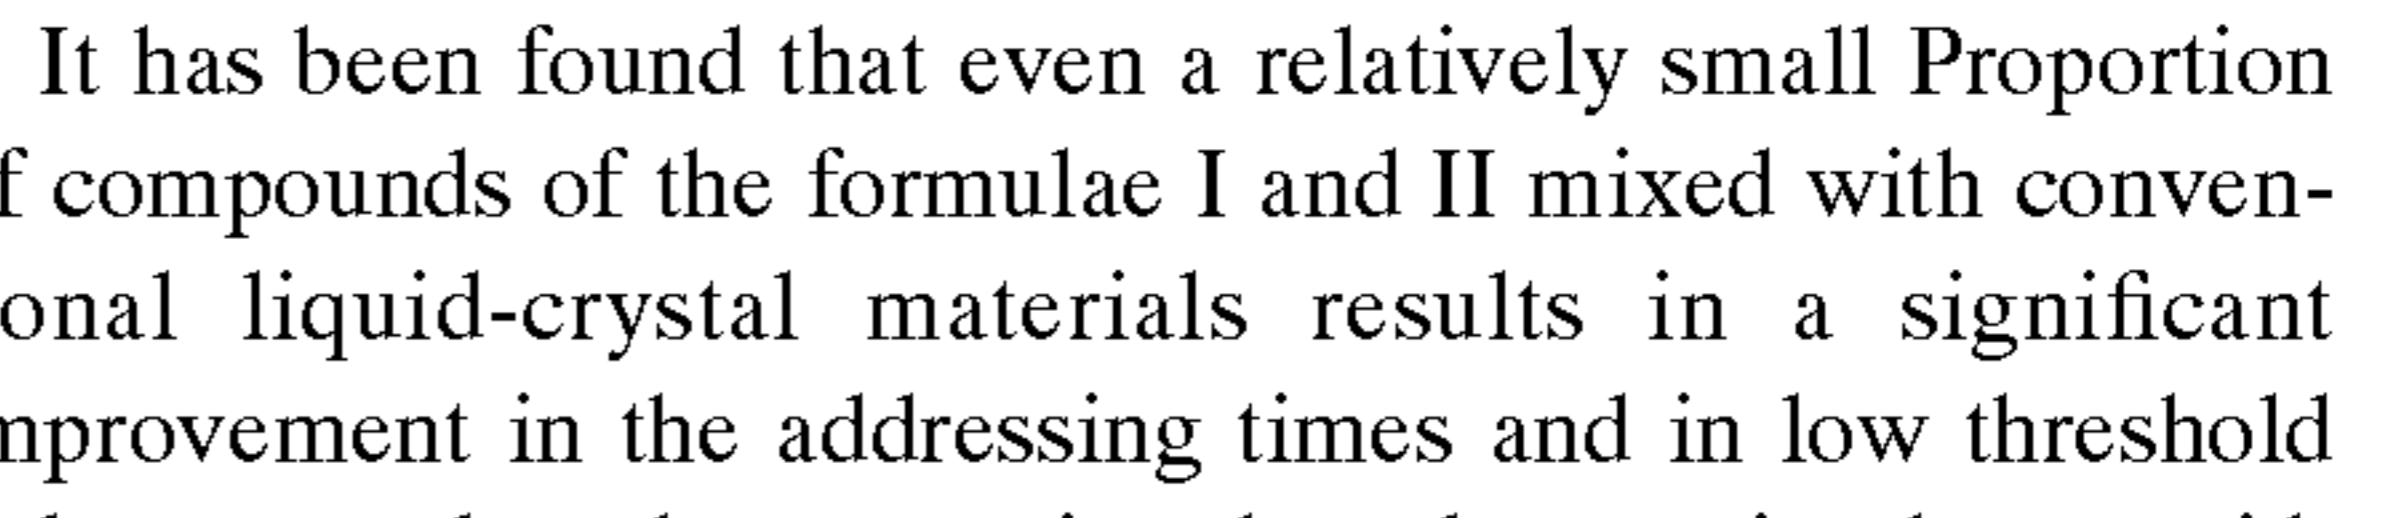 It has been found that even a relatively small Proportion
f compounds of the formulae I and II mixed with conven-
onal liquid-crystal materials results in a significant
mprovement in the addressing times and in low threshold